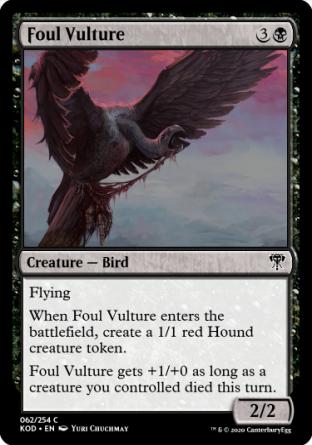 Foul Vulture 3
Creature — Bird
Flying
When Foul Vulture enters the
battlefield, create a 1/1 red Hound
creature token.
Foul Vulture gets +1/+0 as long as a
creature you controlled died this turn.
2/2
062/254 C
KOD • EN Yuri Chuchmay
™ & © 2020 CanterburyEgg